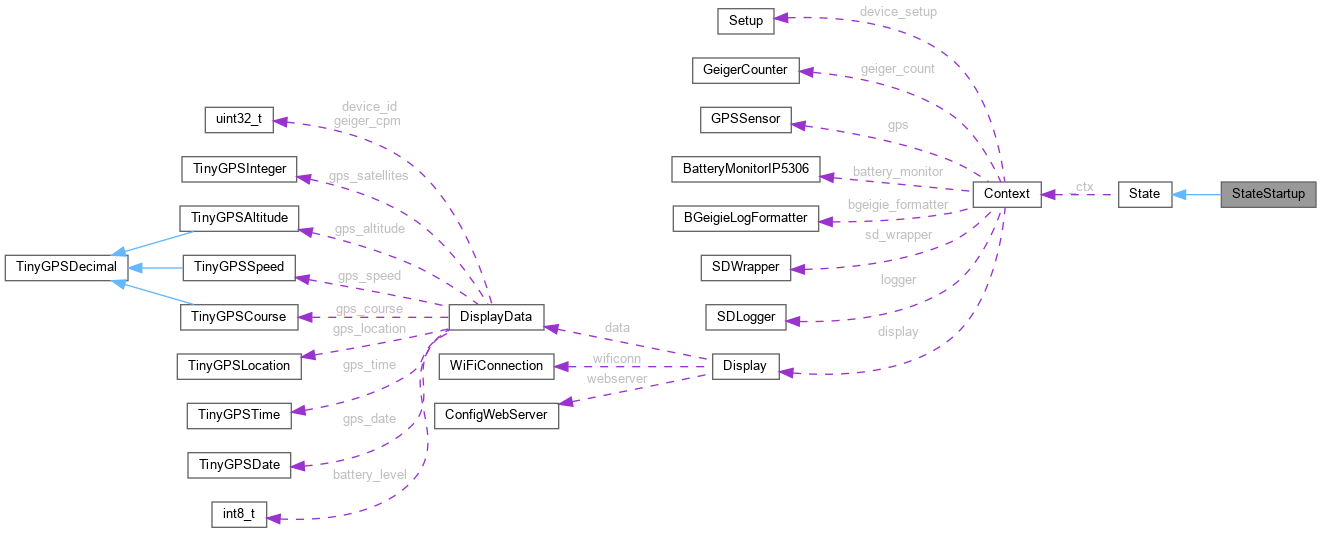 device_setup
Setup
geiger_count
GeigerCounter
device_id
geiger_cpm
uint32_t
gps
GPSSensor
TinyGPSInteger
gps_satellites
BatteryMonitorIP5306
battery_monitor
Context
_ctx
State
StateStartup
TinyGPSAltitude
gps_altitude
BGeigieLogFormatter
bgeigie_formatter
sd_wrapper
TinyGPSDecimal
TinyGPSSpeed
gps_speed
SDWrapper
logger
TinyGPSCourse
gps_course
DisplayData
SDLogger
gps_location
data
display
TinyGPSLocation
gps_time
WiFiConnection
wificonn
Display
webserver
TinyGPSTime
gps_date
ConfigWebServer
TinyGPSDate
battery_level
int8_t